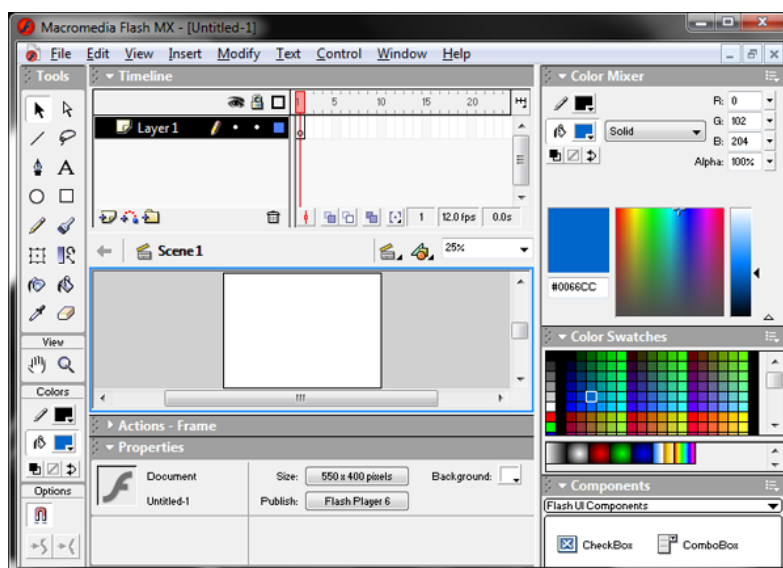 Macromedia Flash MX - [Untitled-1]
File Edit View Insert Modify Text Control Window Help
Tools
Timeline
1 5 10 15 20
Layer 1
1 12.0 fps 0.0s
Scene 1
25%
View
Colors
Options
Actions - Frame
Properties
Document
Untitled-1
Size: 550 x 400 pixels
Background:
Publish: Flash Player 6
Color Mixer
R: 0
Solid
G: 102
B: 204
Alpha: 100%
#0066CC
Color Swatches
Components
Flash UI Components
CheckBox
ComboBox